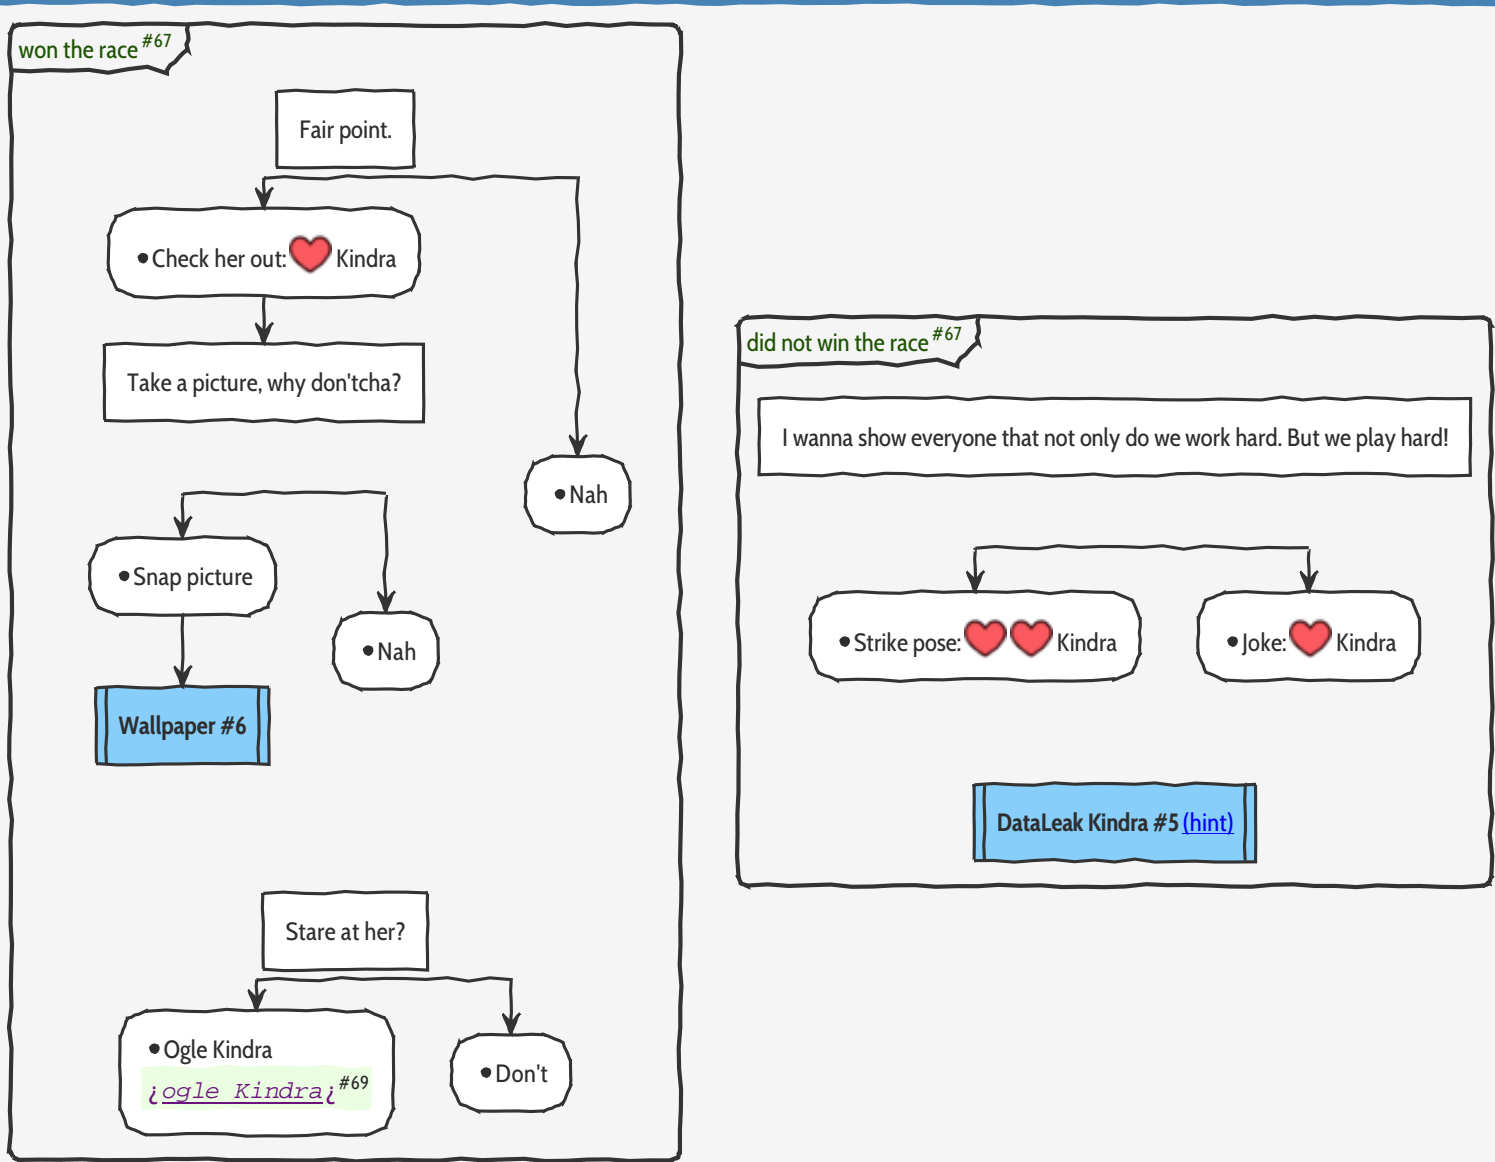 won the race #67
Fair point.
•Check her out: ❤️ Kindra
Take a picture, why don'tcha?
•Nah
•Snap picture
•Nah
Wallpaper #6
Stare at her?
•Ogle Kindra
¿ogle Kindra¿ #69
•Don't
did not win the race #67
I wanna show everyone that not only do we work hard. But we play hard!
•Strike pose: ❤️❤️ Kindra
•Joke: ❤️ Kindra
DataLeak Kindra #5 (hint)